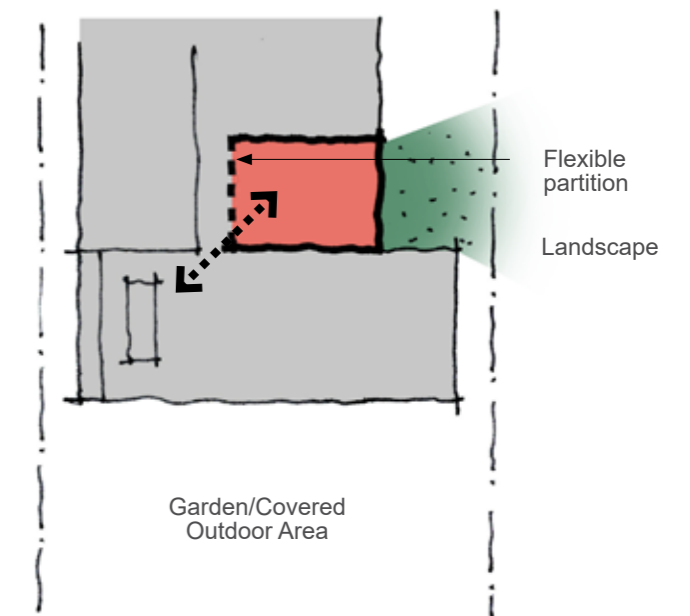 Flexible
partition
Landscape
Garden/Covered
Outdoor Area